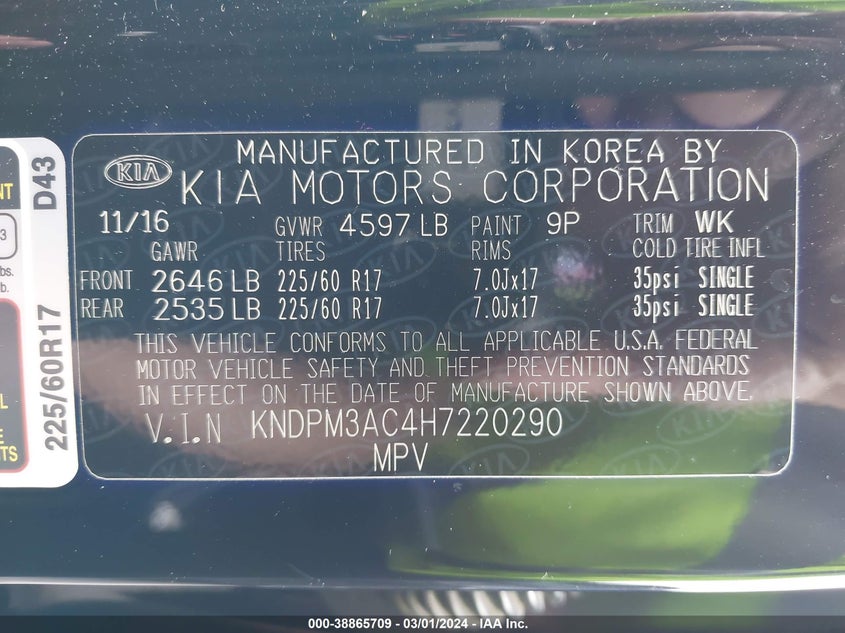 MANUFACTURED IN KOREA BY
KIA KIA MOTORS CORPORATION
11/16 GVWR 4597 LB PAINT 9P TRIM WK
GAWR TIRES RIMS COLD TIRE INFL
FRONT 2646 LB 225/60 R17 7.0Jx17 35psi SINGLE
REAR 2535 LB 225/60 R17 7.0Jx17 35psi SINGLE
THIS VEHICLE CONFORMS TO ALL APPLICABLE U.S.A. FEDERAL
MOTOR VEHICLE SAFETY AND THEFT PREVENTION STANDARDS
IN EFFECT ON THE DATE OF MANUFACTURE SHOWN ABOVE.
V.I.N KNDPM3AC4H7220290
MPV
225/60R17 D43
000-38865709 - 03/01/2024 - IAA Inc.